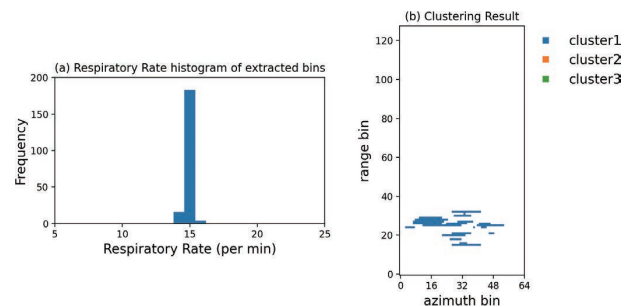 (a) Respiratory Rate histogram of extracted bins
200
150
100
50
0
5 10 15 20 25
Frequency
Respiratory Rate (per min)
(b) Clustering Result
120
100
80
60
40
20
0
0 16 32 48 64
range bin
azimuth bin
cluster1
cluster2
cluster3